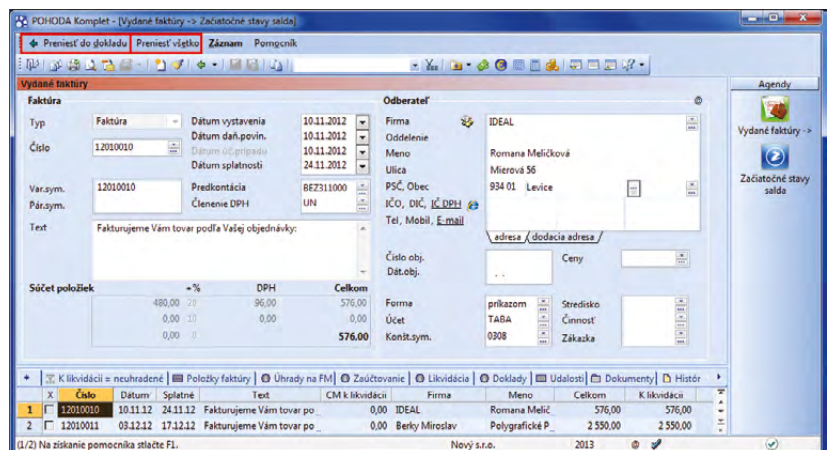 POHODA Komplet - [Vydané faktúry -> Začiatočné stavy salda]
Preniesť do dokladu Preniesť všetko Záznam Pomocník
Vydané faktúry
Faktúra
Typ Faktúra
Číslo 12010010
Var.sym. 12010010
Pár.sym.
Dátum vystavenia 10.11.2012
Dátum daň.povin. 10.11.2012
Dátum úč.prípadu 10.11.2012
Dátum splatnosti 24.11.2012
Predkontácia BEZ311000
Členenie DPH UN
Text Fakturujeme Vám tovar podľa Vašej objednávky:
Súčet položiek +% DPH Celkom
480,00 20 96,00 576,00
0,00 10 0,00 0,00
0,00 0
576.00
Odberateľ
Firma IDEAL
Oddelenie
Meno Romana Meličková
Ulica Mierová 56
PSČ, Obec 934 01 Levice
IČO, DIČ, IČ DPH
Tel, Mobil, E-mail
adresa dodacia adresa
Číslo obj.
Dát.obj. . .
Ceny
Forma príkazom Stredisko
Účet TABA Činnosť
Konšt.sym. 0308 Zákazka
Agendy
Vydané faktúry ->
Začiatočné stavy salda
+ K likvidácii = neuhradené Položky faktúry Úhrady na FM Zaúčtovanie Likvidácia Doklady Udalosti Dokumenty Histór
X Číslo Dátum Splatné Text CM k likvidácii Firma Meno Celkom K likvidácii
1 12010010 10.11.12 24.11.12 Fakturujeme Vám tovar po_ 0,00 IDEAL Romana Melič 576,00 576,00
2 12010011 03.12.12 17.12.12 Fakturujeme Vám tovar po_ 0,00 Berky Miroslav Polygrafické P_ 2 550,00 2 550,00
(1/2) Na získanie pomocníka stlačte F1. Nový s.r.o. 2013 @